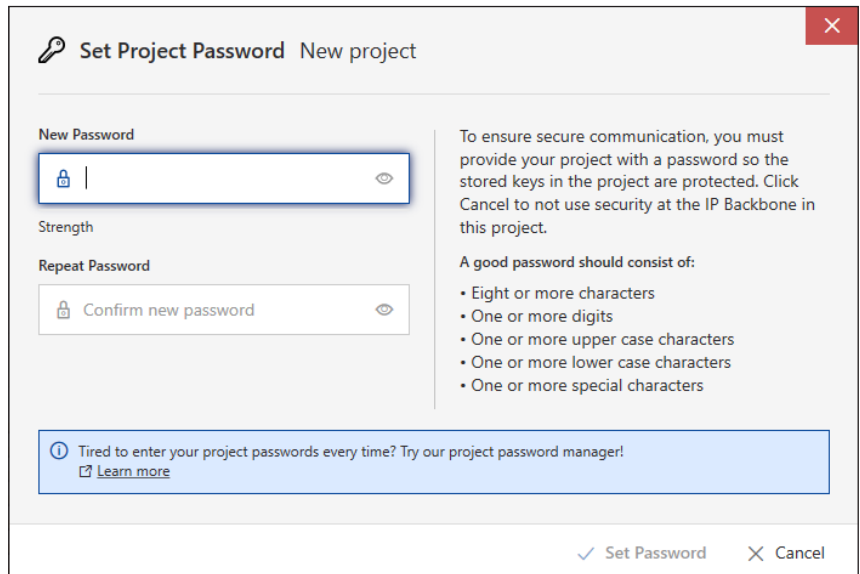 Set Project Password New project
New Password
Strength
Repeat Password
Confirm new password
To ensure secure communication, you must
provide your project with a password so the
stored keys in the project are protected. Click
Cancel to not use security at the IP Backbone in
this project.
A good password should consist of:
• Eight or more characters
• One or more digits
• One or more upper case characters
• One or more lower case characters
• One or more special characters
Tired to enter your project passwords every time? Try our project password manager!
Learn more
Set Password Cancel